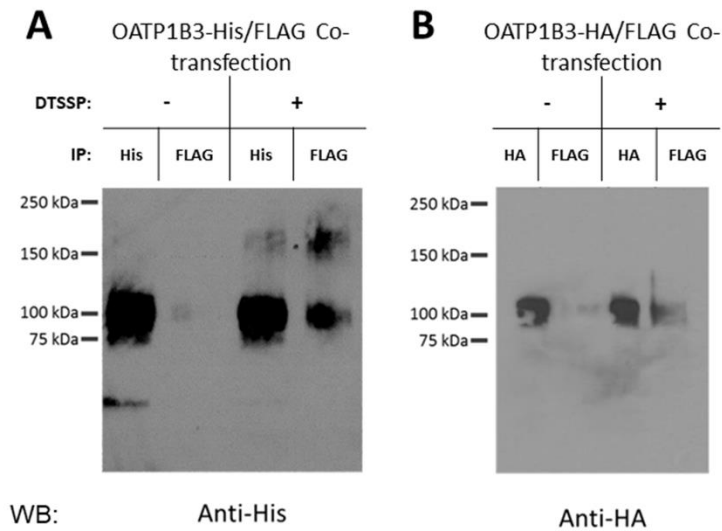 A
OATP1B3-His/FLAG Co-
transfection
DTSSP: - +
IP: His FLAG His FLAG
250 kDa
150 kDa
100 kDa
75 kDa
WB: Anti-His
B
OATP1B3-HA/FLAG Co-
transfection
- +
HA FLAG HA FLAG
250 kDa
150 kDa
100 kDa
75 kDa
Anti-HA